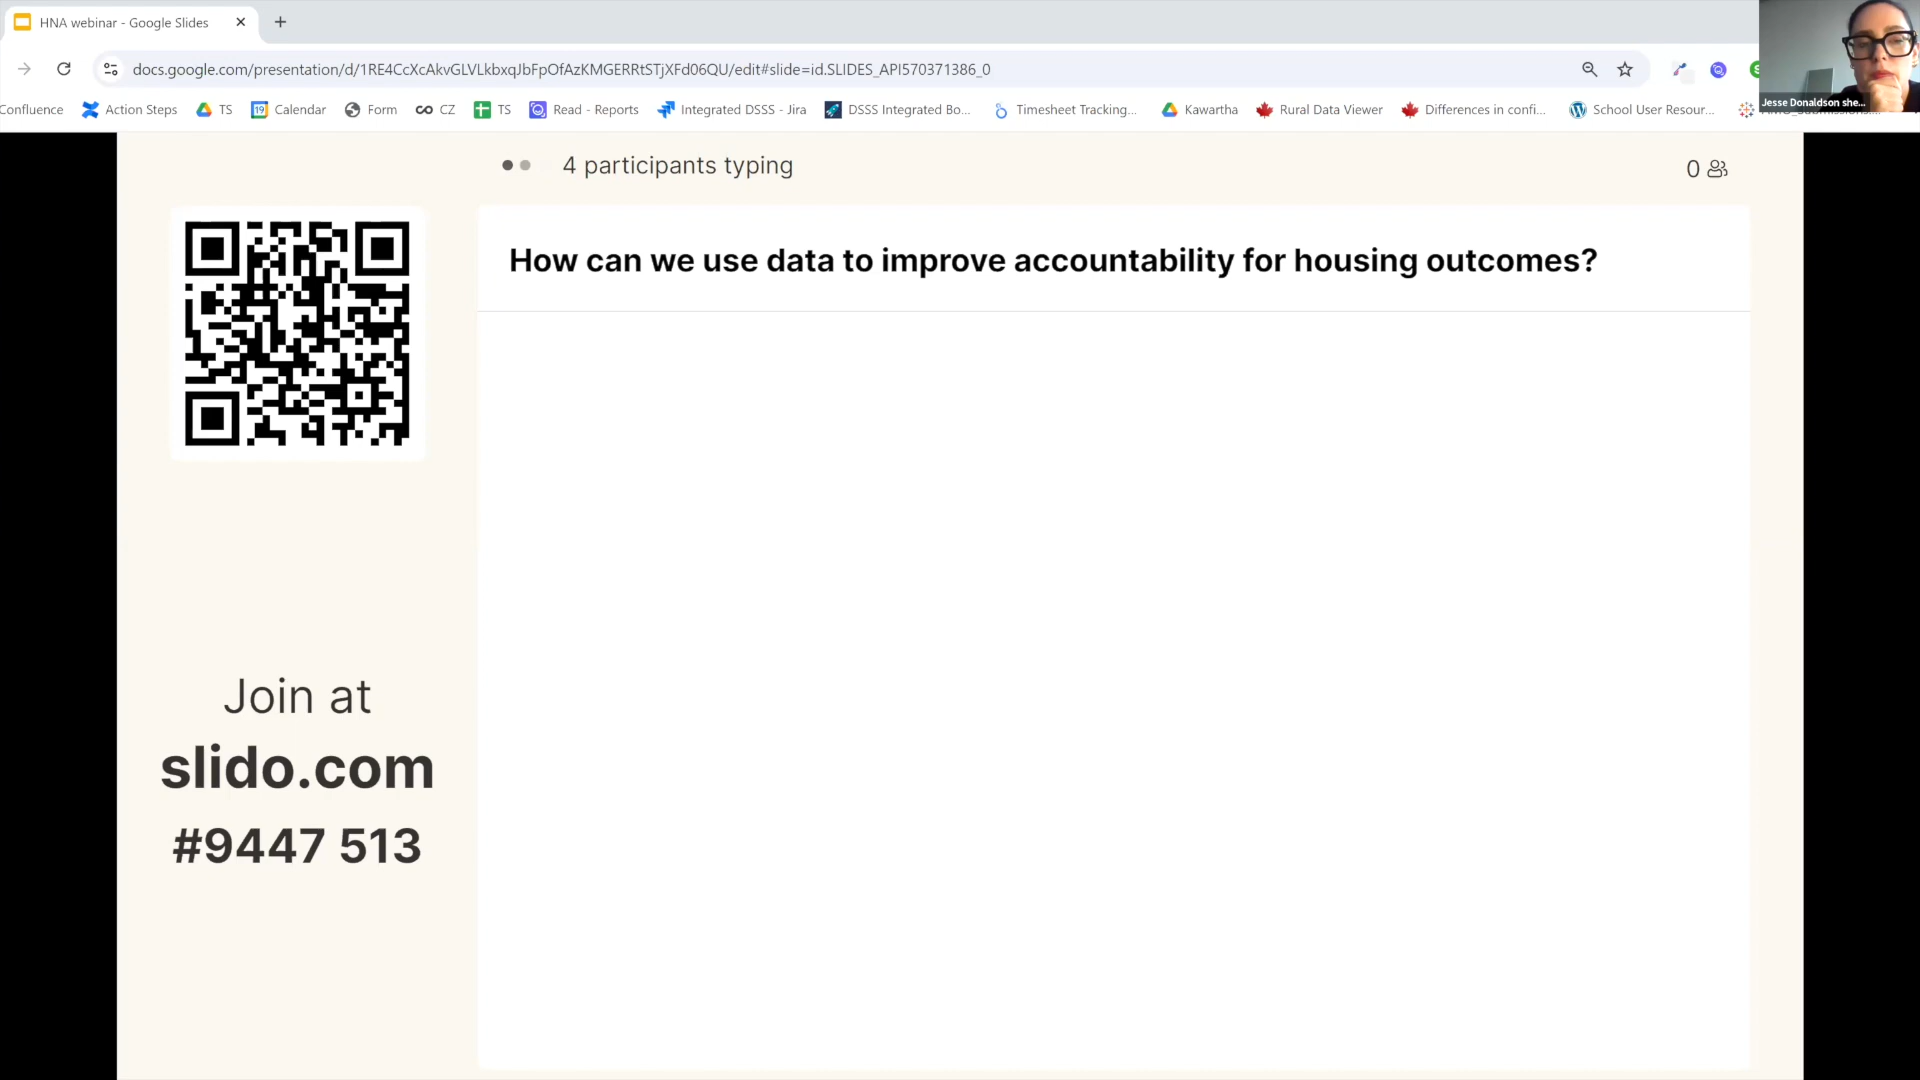 HNA webinar - Google Slides
docs.google.com/presentation/d/1RE4CcXcAkvGLVLkbxqJbFpOfAzKMGERRtSTjXFd06QU/edit#slide=id.SLIDES_API570371386_0
Confluence Action Steps TS 19 Calendar Form CZ TS Read - Reports Integrated DSSS - Jira DSSS Integrated Bo... Timesheet Tracking... Kawartha Rural Data Viewer Differences in confi... School User Resour...
Jesse Donaldson she...
4 participants typing
0
How can we use data to improve accountability for housing outcomes?
Join at
slido.com
#9447 513